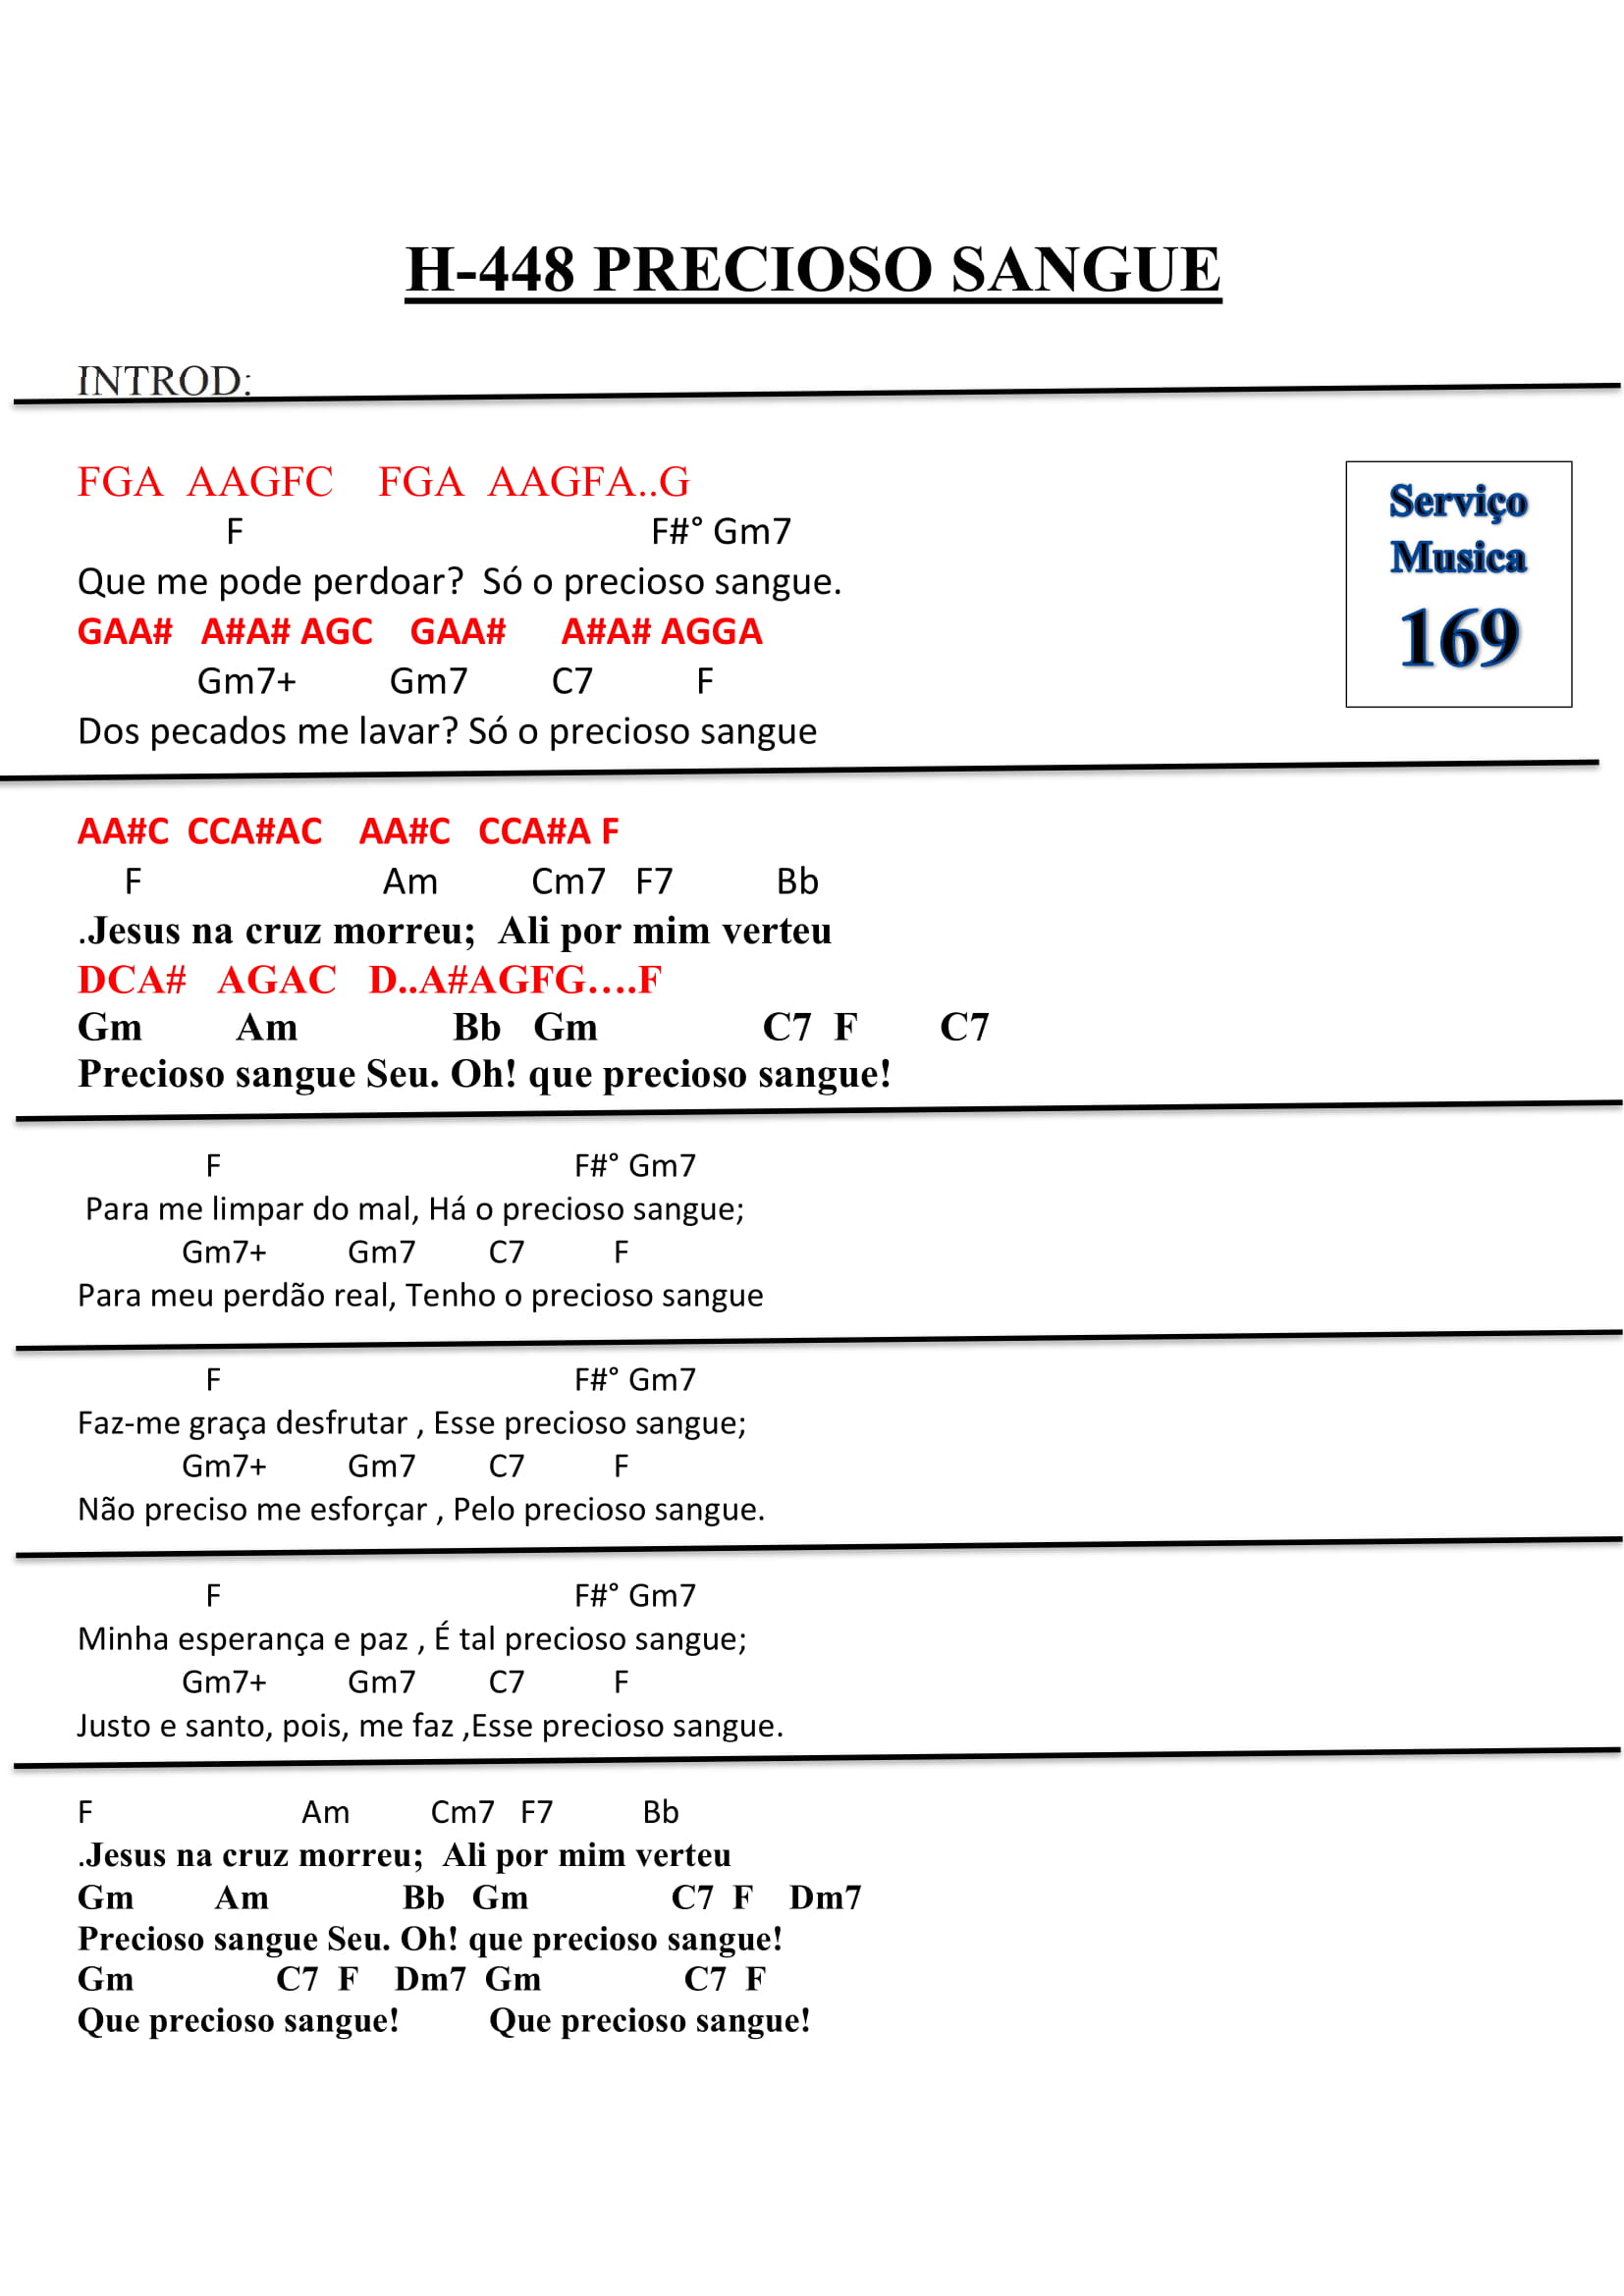 H-448 PRECIOSO SANGUE
INTROD:
FGA AAGFC FGA AAGFA..G
F F#° Gm7
Que me pode perdoar? Só o precioso sangue.
GAA# A#A# AGC GAA# A#A# AGGA
Gm7+ Gm7 C7 F
Dos pecados me lavar? Só o precioso sangue
Serviço
Musica
169
AA#C CCA#AC AA#C CCA#A F
F Am Cm7 F7 Bb
.Jesus na cruz morreu; Ali por mim verteu
DCA# AGAC D..A#AGFG....F
Gm Am Bb Gm C7 F C7
Precioso sangue Seu. Oh! que precioso sangue!
F F#° Gm7
Para me limpar do mal, Há o precioso sangue;
Gm7+ Gm7 C7 F
Para meu perdão real, Tenho o precioso sangue
F F#° Gm7
Faz-me graça desfrutar , Esse precioso sangue;
Gm7+ Gm7 C7 F
Não preciso me esforçar , Pelo precioso sangue.
F F#° Gm7
Minha esperança e paz , É tal precioso sangue;
Gm7+ Gm7 C7 F
Justo e santo, pois, me faz ,Esse precioso sangue.
F Am Cm7 F7 Bb
.Jesus na cruz morreu; Ali por mim verteu
Gm Am Bb Gm C7 F Dm7
Precioso sangue Seu. Oh! que precioso sangue!
Gm C7 F Dm7 Gm C7 F
Que precioso sangue! Que precioso sangue!